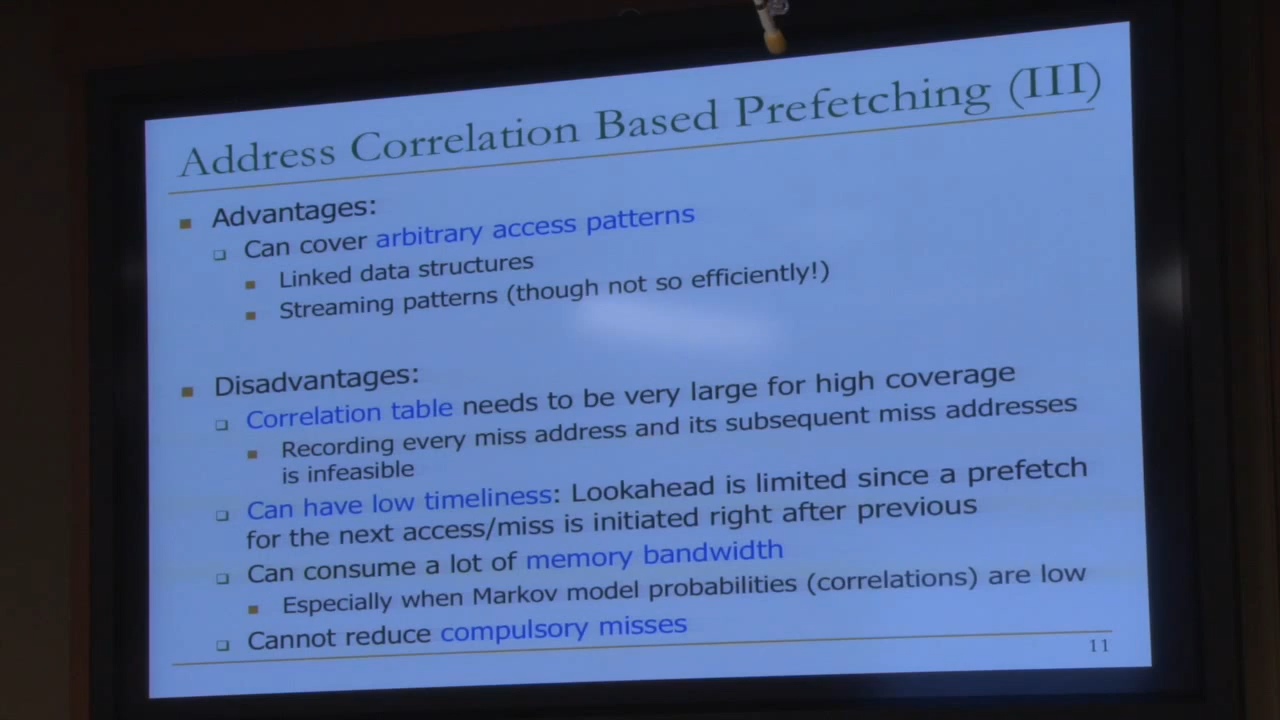 Address Correlation Based Prefetching (III)
Advantages:
Can cover arbitrary access patterns
Linked data structures
Streaming patterns (though not so efficiently!)
Disadvantages:
Correlation table needs to be very large for high coverage
Recording every miss address and its subsequent miss addresses
is infeasible
Can have low timeliness: Lookahead is limited since a prefetch
for the next access/miss is initiated right after previous
Can consume a lot of memory bandwidth
Especially when Markov model probabilities (correlations) are low
Cannot reduce compulsory misses
11